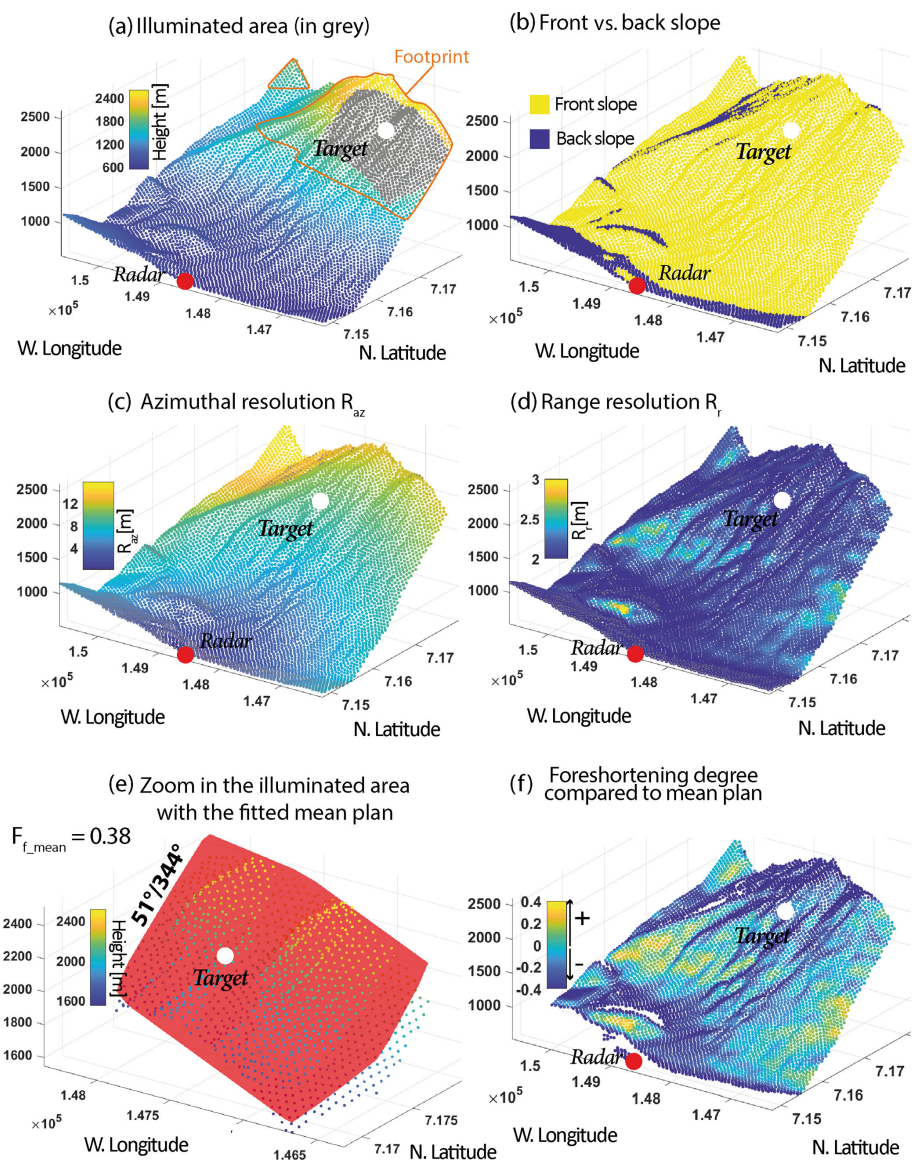 (a) Illuminated area (in grey)
Footprint
Height [m]
2400
1800
1200
600
2500
2000
1500
1000
Target
Radar
1.5
1.49
1.48
1.47
×10⁵
7.17
7.16
7.15
W. Longitude
N. Latitude
(b) Front vs. back slope
Front slope
Back slope
2500
2000
1500
1000
Target
Radar
1.5
1.49
1.48
1.47
×10⁵
7.17
7.16
7.15
W. Longitude
N. Latitude
(c) Azimuthal resolution R_az
12
8
4
R_az[m]
2500
2000
1500
1000
Target
Radar
1.5
1.49
1.48
1.47
×10⁵
7.17
7.16
7.15
W. Longitude
N. Latitude
(d) Range resolution R_r
3
2.5
2
R_r[m]
2500
2000
1500
1000
Target
Radar
1.5
1.49
1.48
1.47
×10⁵
7.17
7.16
7.15
W. Longitude
N. Latitude
(e) Zoom in the illuminated area
with the fitted mean plan
F_f_mean = 0.38
51°/344°
2400
2000
1600
Height [m]
2400
2200
2000
1800
1600
Target
1.48
1.475
1.465
×10⁵
7.175
7.17
W. Longitude
N. Latitude
(f) Foreshortening degree
compared to mean plan
0.4
0.2
0
-0.2
-0.4
+
-
2500
2000
1500
1000
Target
Radar
1.5
1.49
1.48
1.47
×10⁵
7.17
7.16
7.15
W. Longitude
N. Latitude